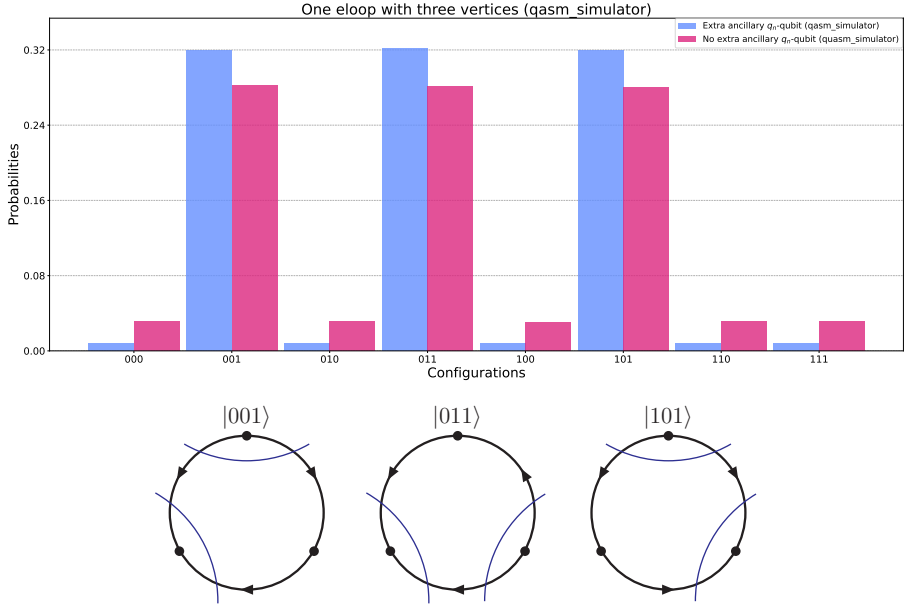 One eloop with three vertices (qasm_simulator)
Extra ancillary qₙ-qubit (qasm_simulator)
No extra ancillary qₙ-qubit (quasm_simulator)
Probabilities
0.32
0.24
0.16
0.08
0.00
000 001 010 011 100 101 110 111
Configurations
|001⟩ |011⟩ |101⟩